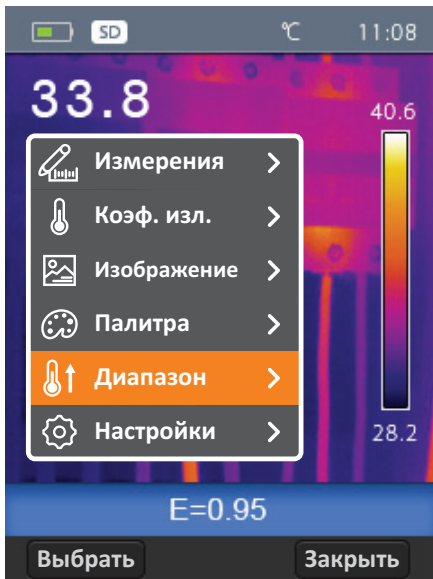 SD ℃ 11:08
33.8
40.6
Измерения
Коэф. изл.
Изображение
Палитра
Диапазон
Настройки
28.2
E=0.95
Выбрать Закрыть